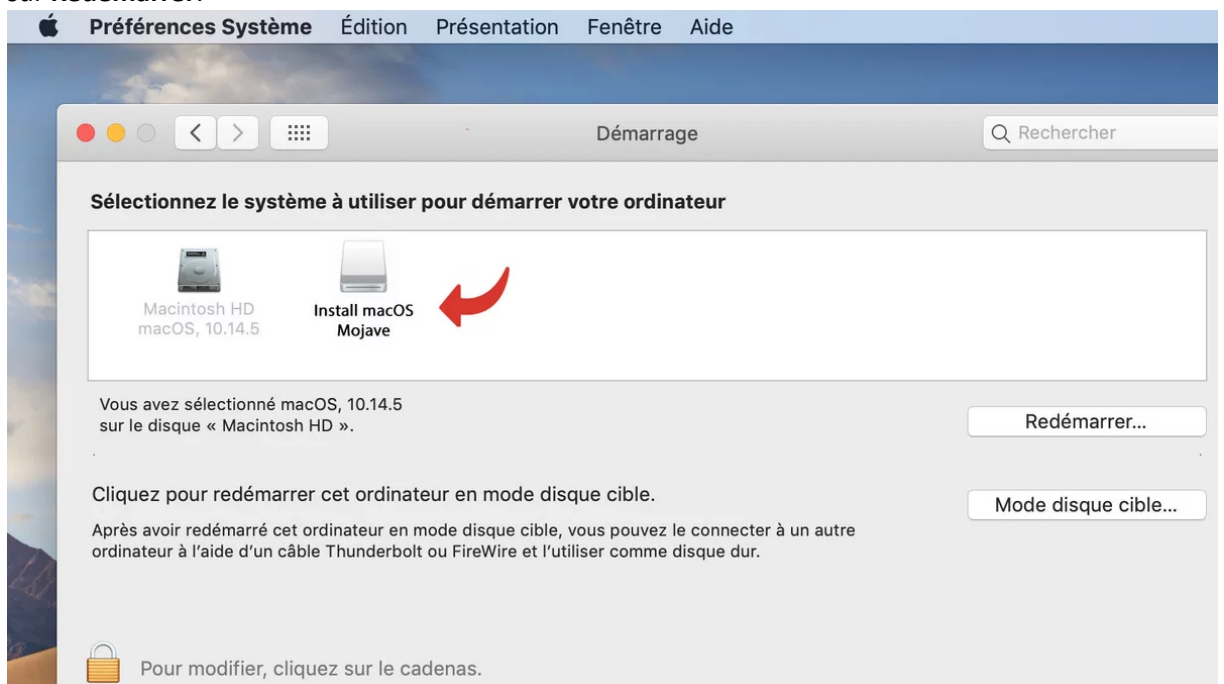 Préférences Système Édition Présentation Fenêtre Aide
Démarrage
Rechercher
Sélectionnez le système à utiliser pour démarrer votre ordinateur
Macintosh HD
macOS, 10.14.5
Install macOS
Mojave
Vous avez sélectionné macOS, 10.14.5
sur le disque « Macintosh HD ».
Redémarrer...
Cliquez pour redémarrer cet ordinateur en mode disque cible.
Mode disque cible...
Après avoir redémarré cet ordinateur en mode disque cible, vous pouvez le connecter à un autre
ordinateur à l’aide d’un câble Thunderbolt ou FireWire et l’utiliser comme disque dur.
Pour modifier, cliquez sur le cadenas.